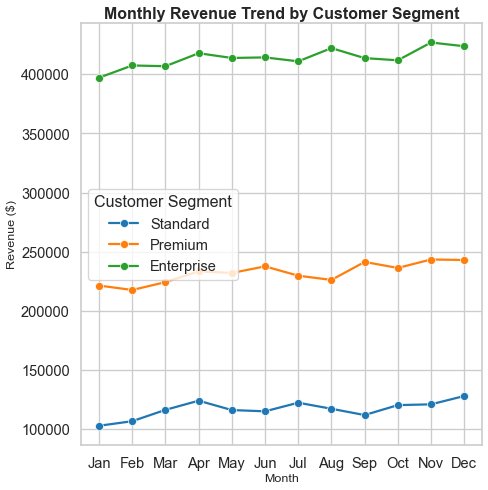 Monthly Revenue Trend by Customer Segment
400000
350000
300000
250000
200000
150000
100000
Revenue ($)
Customer Segment
Standard
Premium
Enterprise
Jan Feb Mar Apr May Jun Jul Aug Sep Oct Nov Dec
Month